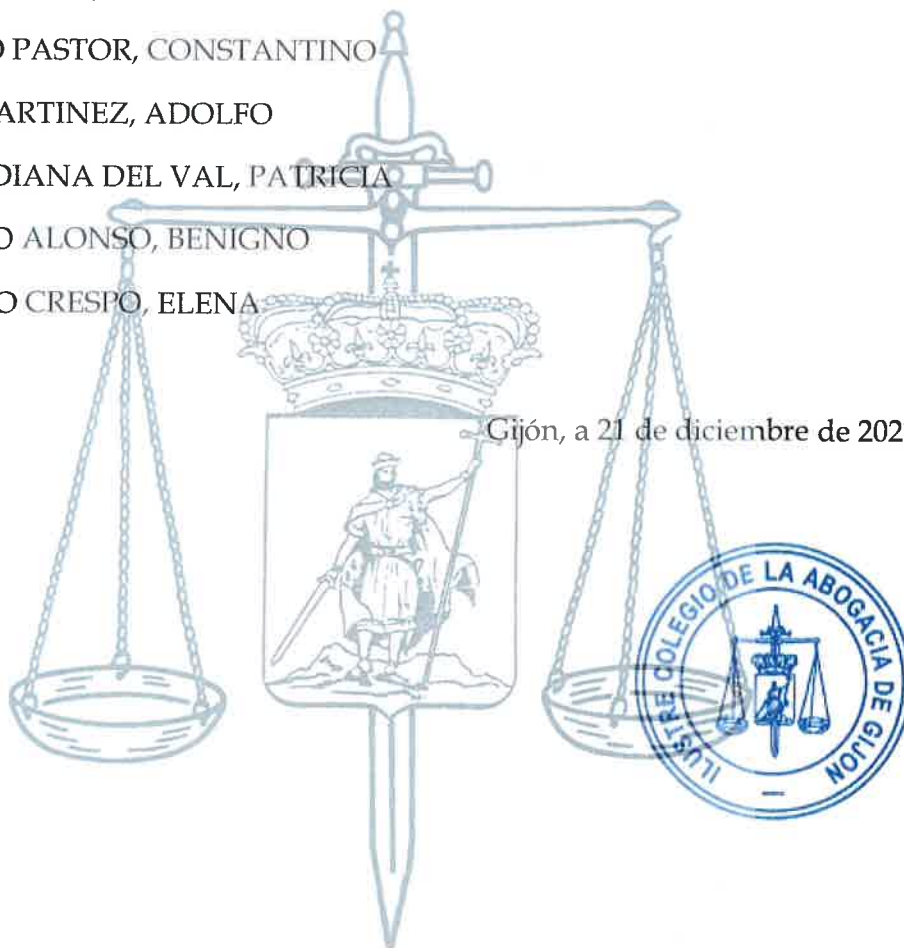 O PASTOR, CONSTANTINO
ARTINEZ, ADOLFO
DIANA DEL VAL, PATRICIA
O ALONSO, BENIGNO
O CRESPO, ELENA
Gijón, a 21 de diciembre de 202
ILUSTRE COLEGIO DE LA ABOGACIA DE GIJON